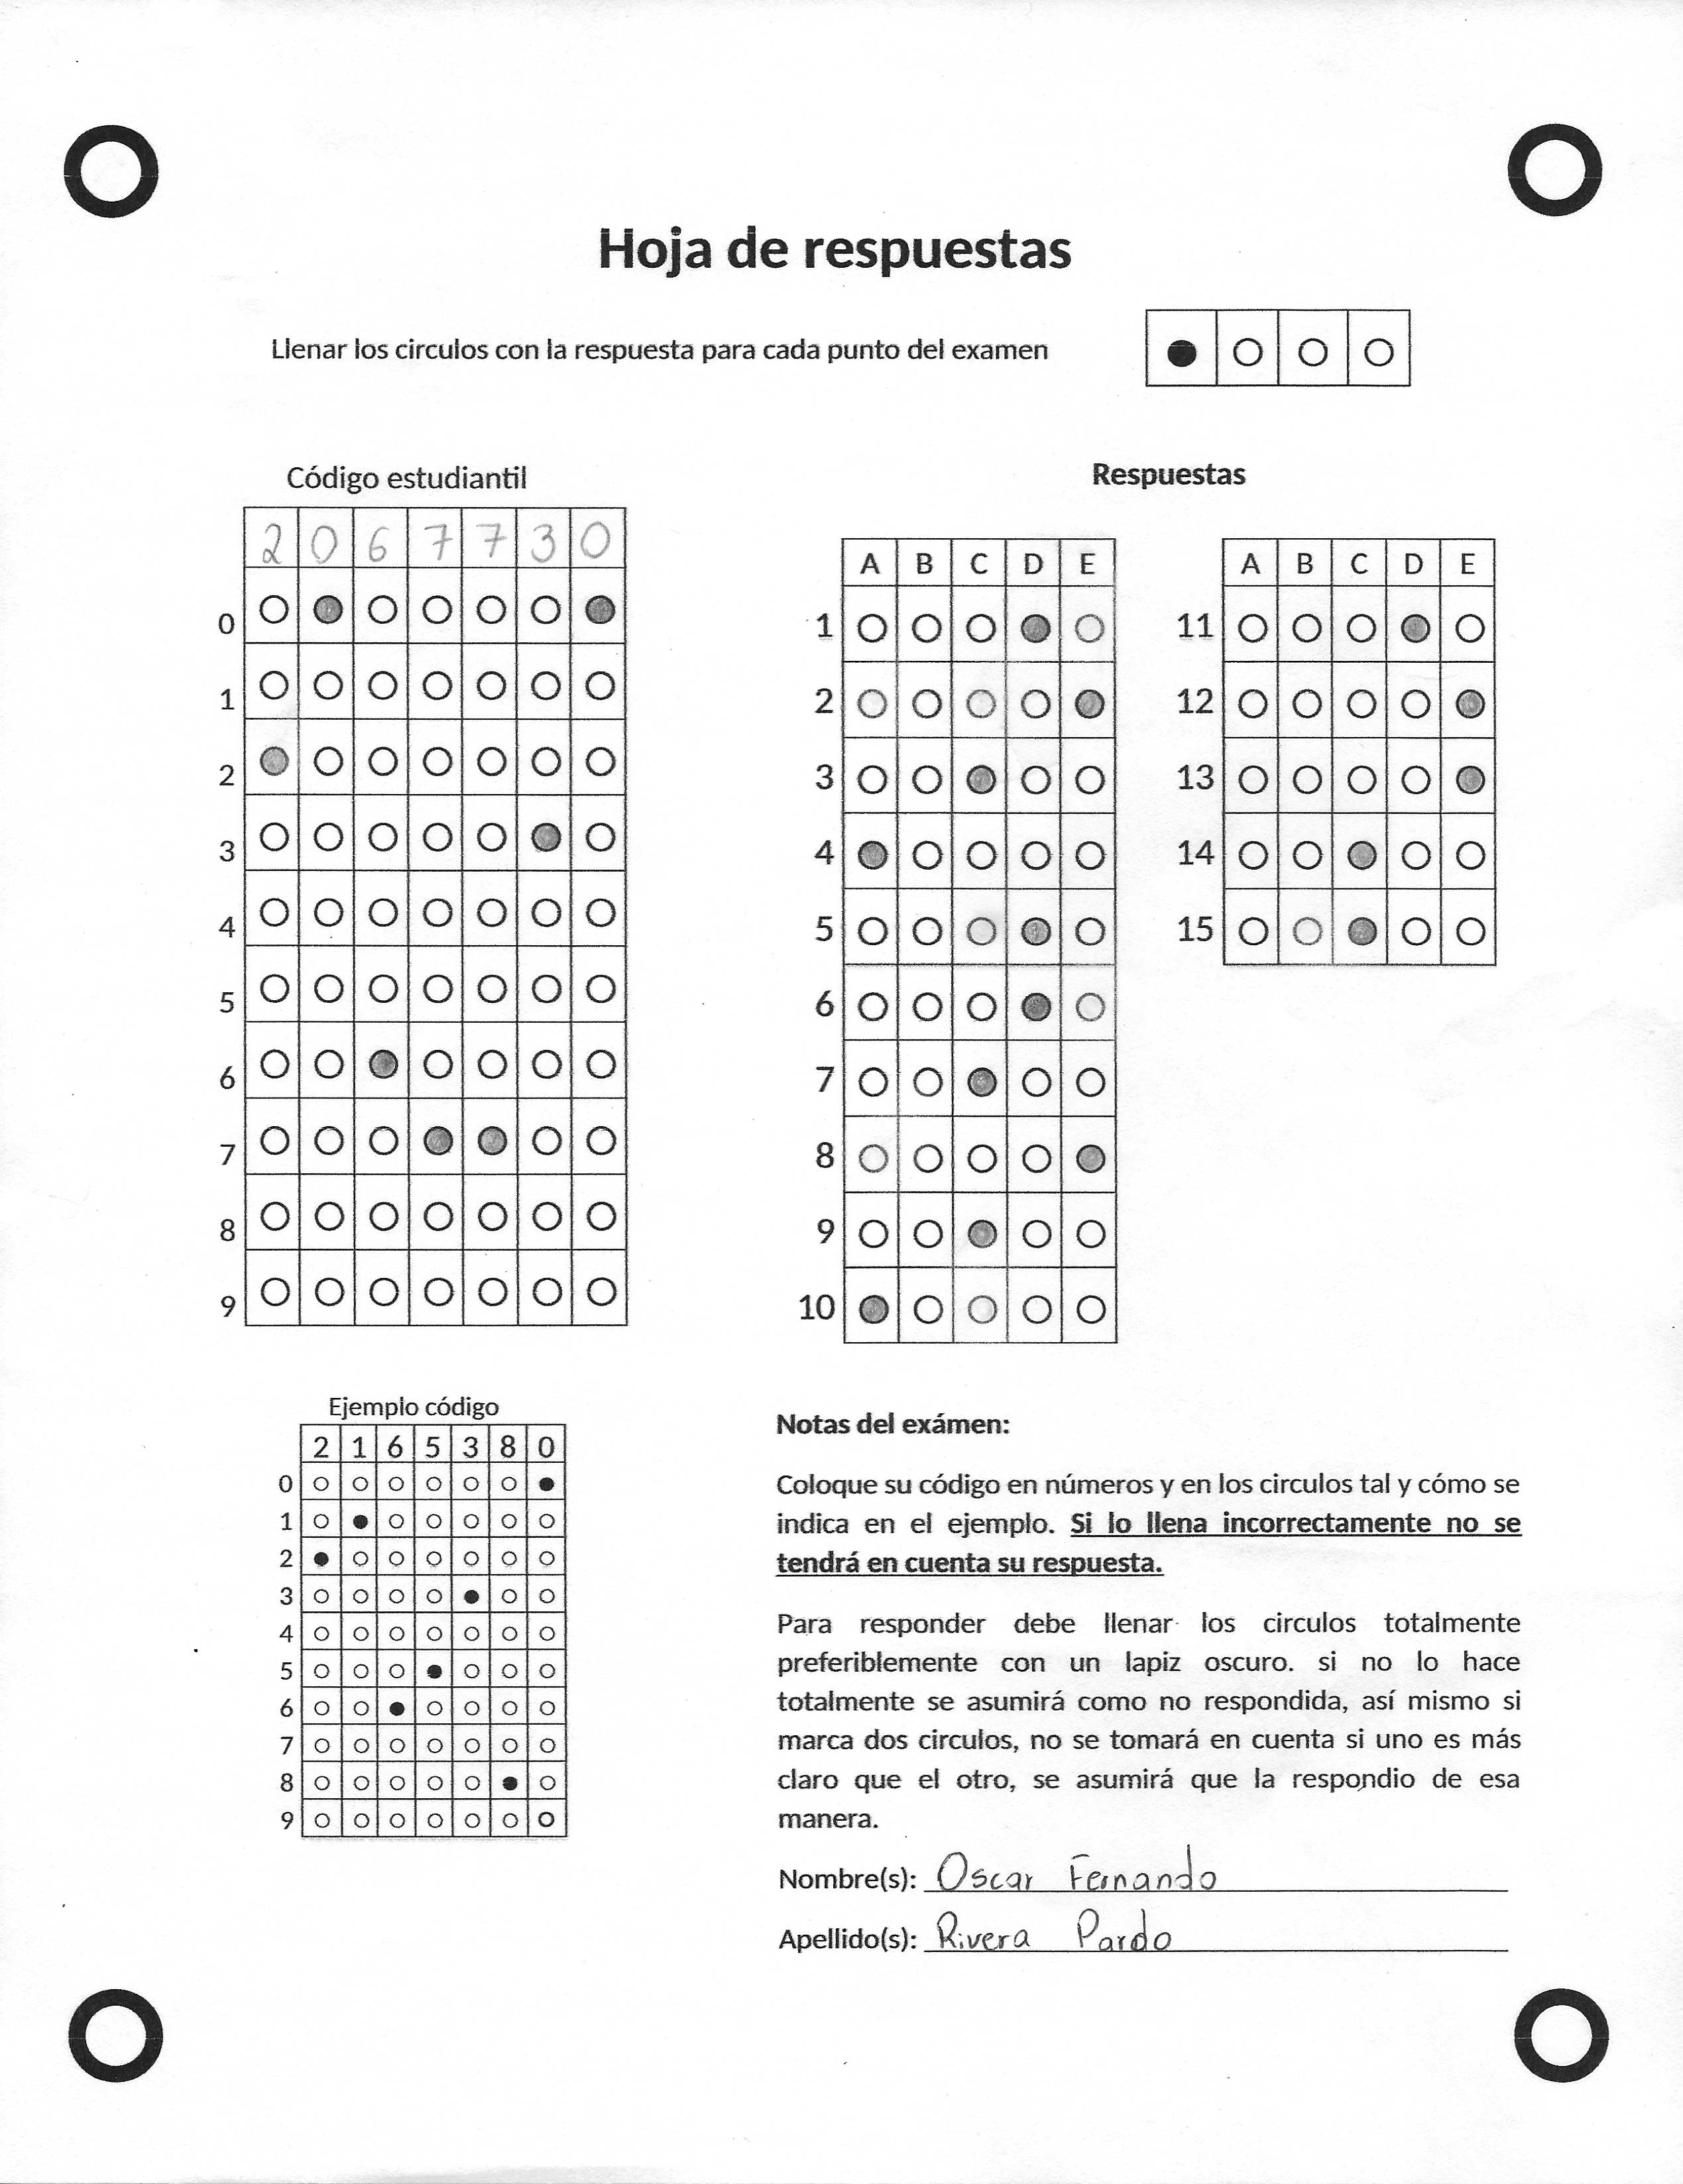 Hoja de respuestas
Llenar los circulos con la respuesta para cada punto del examen
Código estudiantil
2 0 6 7 7 3 0
0
1
2
3
4
5
6
7
8
9
Respuestas
A B C D E
1
2
3
4
5
6
7
8
9
10
A B C D E
11
12
13
14
15
Ejemplo código
2 1 6 5 3 8 0
0
1
2
3
4
5
6
7
8
9
Notas del exámen:
Coloque su código en números y en los circulos tal y cómo se
indica en el ejemplo. Si lo llena incorrectamente no se
tendrá en cuenta su respuesta.
Para responder debe llenar los circulos totalmente
preferiblemente con un lapiz oscuro. si no lo hace
totalmente se asumirá como no respondida, así mismo si
marca dos circulos, no se tomará en cuenta si uno es más
claro que el otro, se asumirá que la respondio de esa
manera.
Nombre(s): Oscar Fernando
Apellido(s): Rivera Pardo